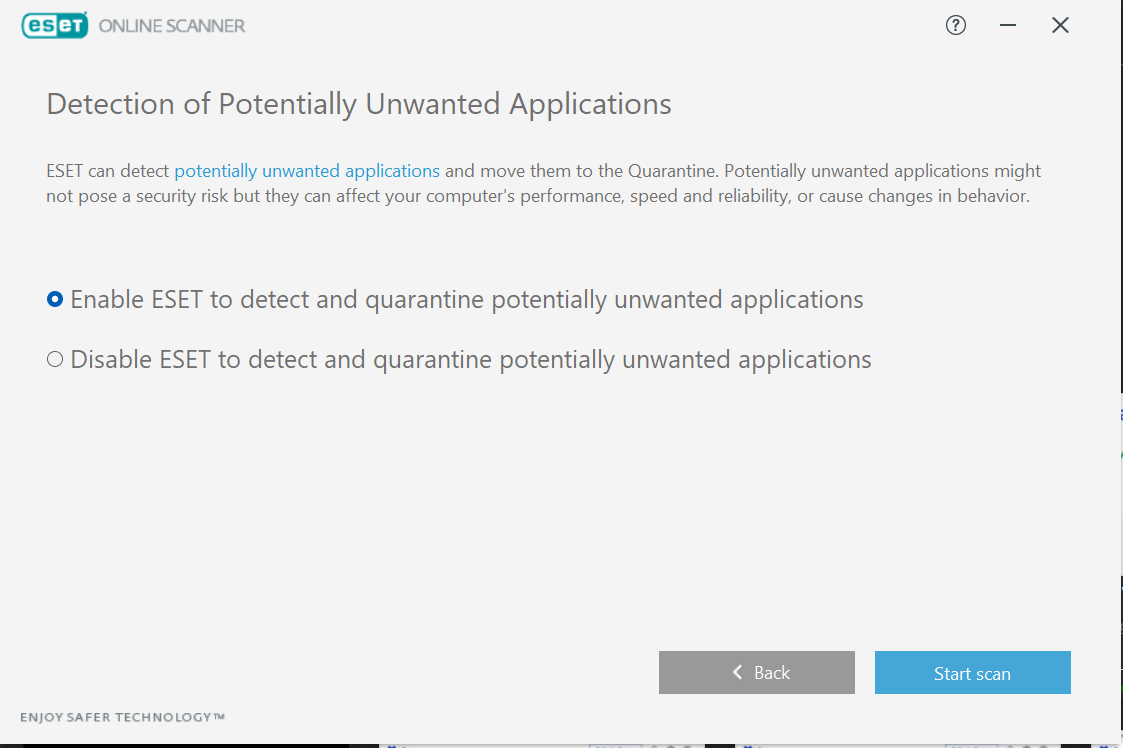 eset ONLINE SCANNER
Detection of Potentially Unwanted Applications
ESET can detect potentially unwanted applications and move them to the Quarantine. Potentially unwanted applications might
not pose a security risk but they can affect your computer's performance, speed and reliability, or cause changes in behavior.
Enable ESET to detect and quarantine potentially unwanted applications
Disable ESET to detect and quarantine potentially unwanted applications
Back
Start scan
ENJOY SAFER TECHNOLOGY™